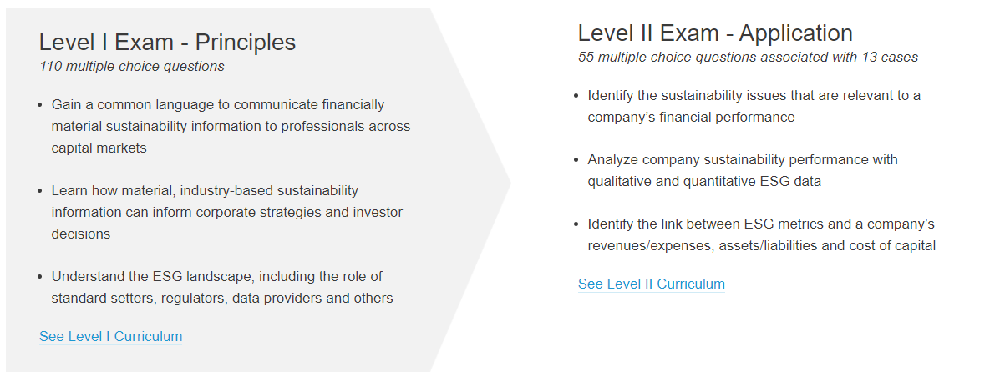 Level I Exam - Principles
110 multiple choice questions
• Gain a common language to communicate financially
material sustainability information to professionals across
capital markets
• Learn how material, industry-based sustainability
information can inform corporate strategies and investor
decisions
• Understand the ESG landscape, including the role of
standard setters, regulators, data providers and others
See Level I Curriculum
Level II Exam - Application
55 multiple choice questions associated with 13 cases
• Identify the sustainability issues that are relevant to a
company’s financial performance
• Analyze company sustainability performance with
qualitative and quantitative ESG data
• Identify the link between ESG metrics and a company’s
revenues/expenses, assets/liabilities and cost of capital
See Level II Curriculum